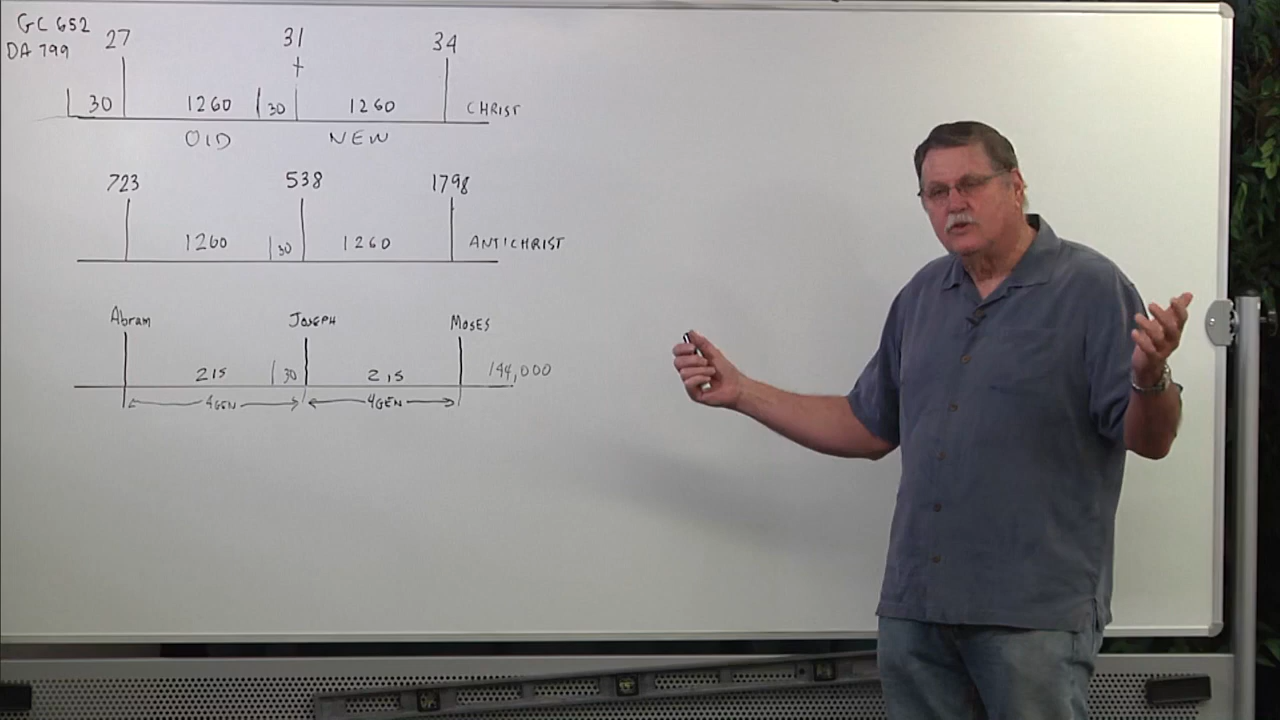 GC 652
DA 799
27 31 34
30 1260 30 1260 CHRIST
OLD NEW
723 538 1798
1260 30 1260 ANTICHRIST
Abram JOSEPH MOSES
215 30 215 144,000
4GEN 4GEN